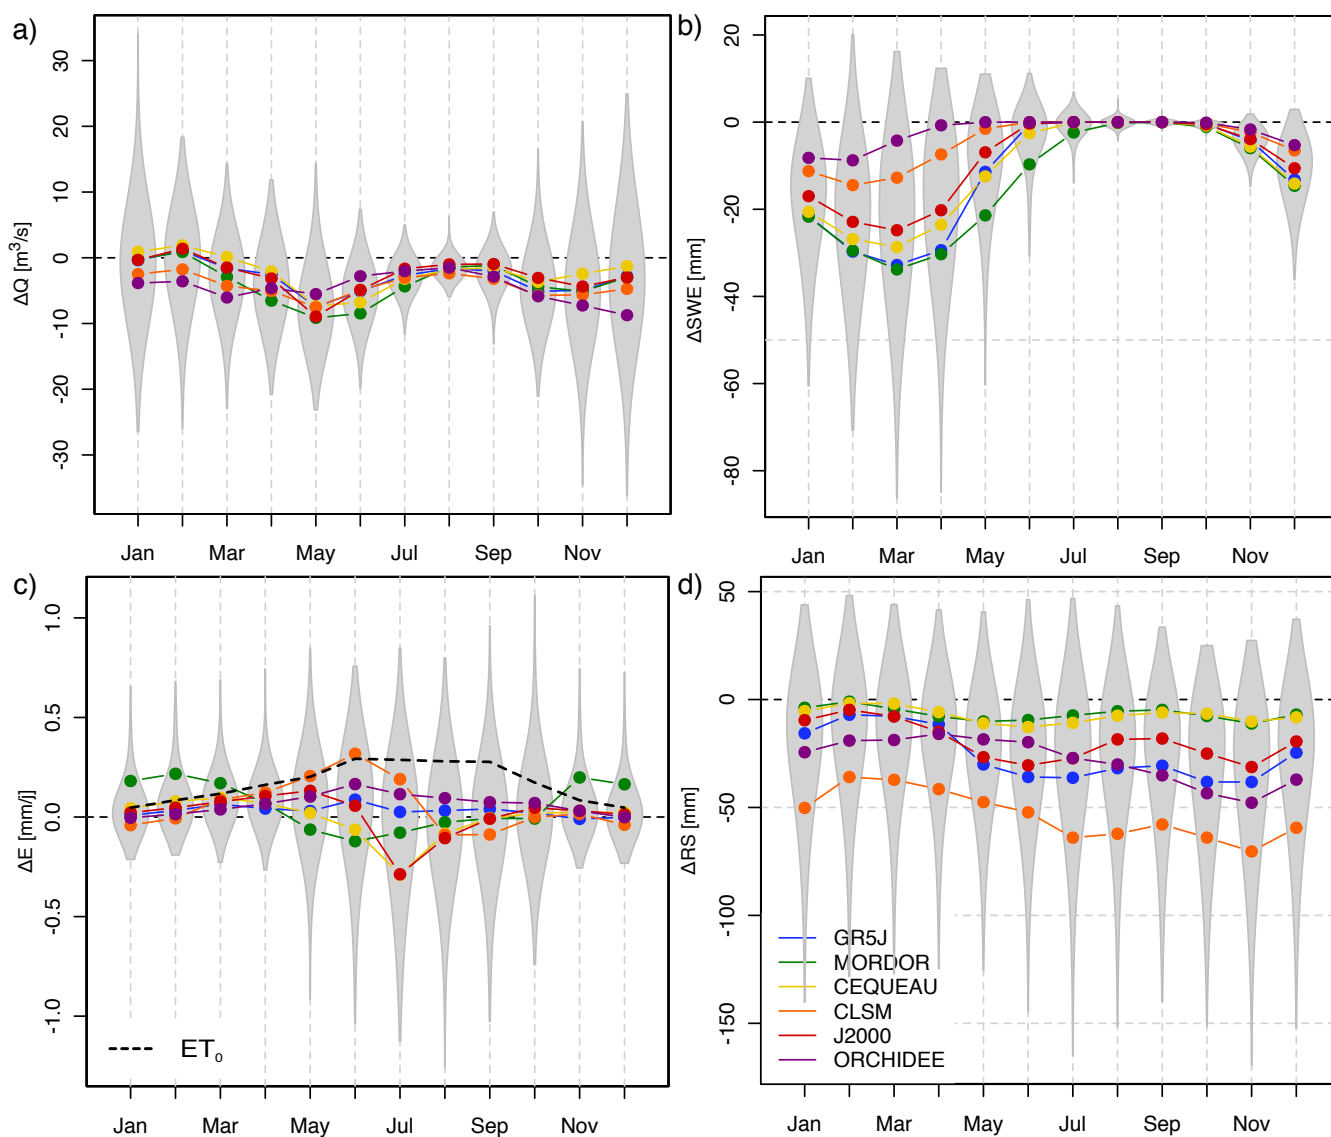 a)
ΔQ [m³/s]
30
20
10
0
-10
-20
-30
Jan
Mar
May
Jul
Sep
Nov
b)
ΔSWE [mm]
20
0
-20
-40
-60
-80
Jan
Mar
May
Jul
Sep
Nov
c)
ΔE [mm/j]
1.0
0.5
0.0
-0.5
-1.0
ET₀
Jan
Mar
May
Jul
Sep
Nov
d)
ΔRS [mm]
50
0
-50
-100
-150
GR5J
MORDOR
CEQUEAU
CLSM
J2000
ORCHIDEE
Jan
Mar
May
Jul
Sep
Nov